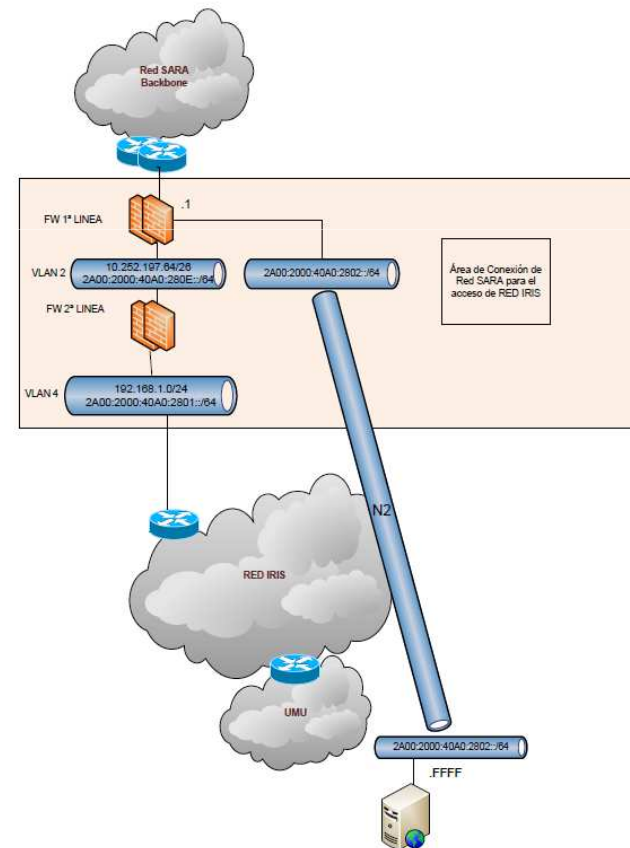 Red SARA
Backbone
.1
FW 1ª LINEA
VLAN 2
10.252.197.64/26
2A00:2000:40A0:280E::/64
2A00:2000:40A0:2802::/64
Área de Conexión de
Red SARA para el
acceso de RED IRIS
FW 2ª LINEA
VLAN 4
192.168.1.0/24
2A00:2000:40A0:2801::/64
N2
RED IRIS
UMU
2A00:2000:40A0:2802::/64
.FFFF